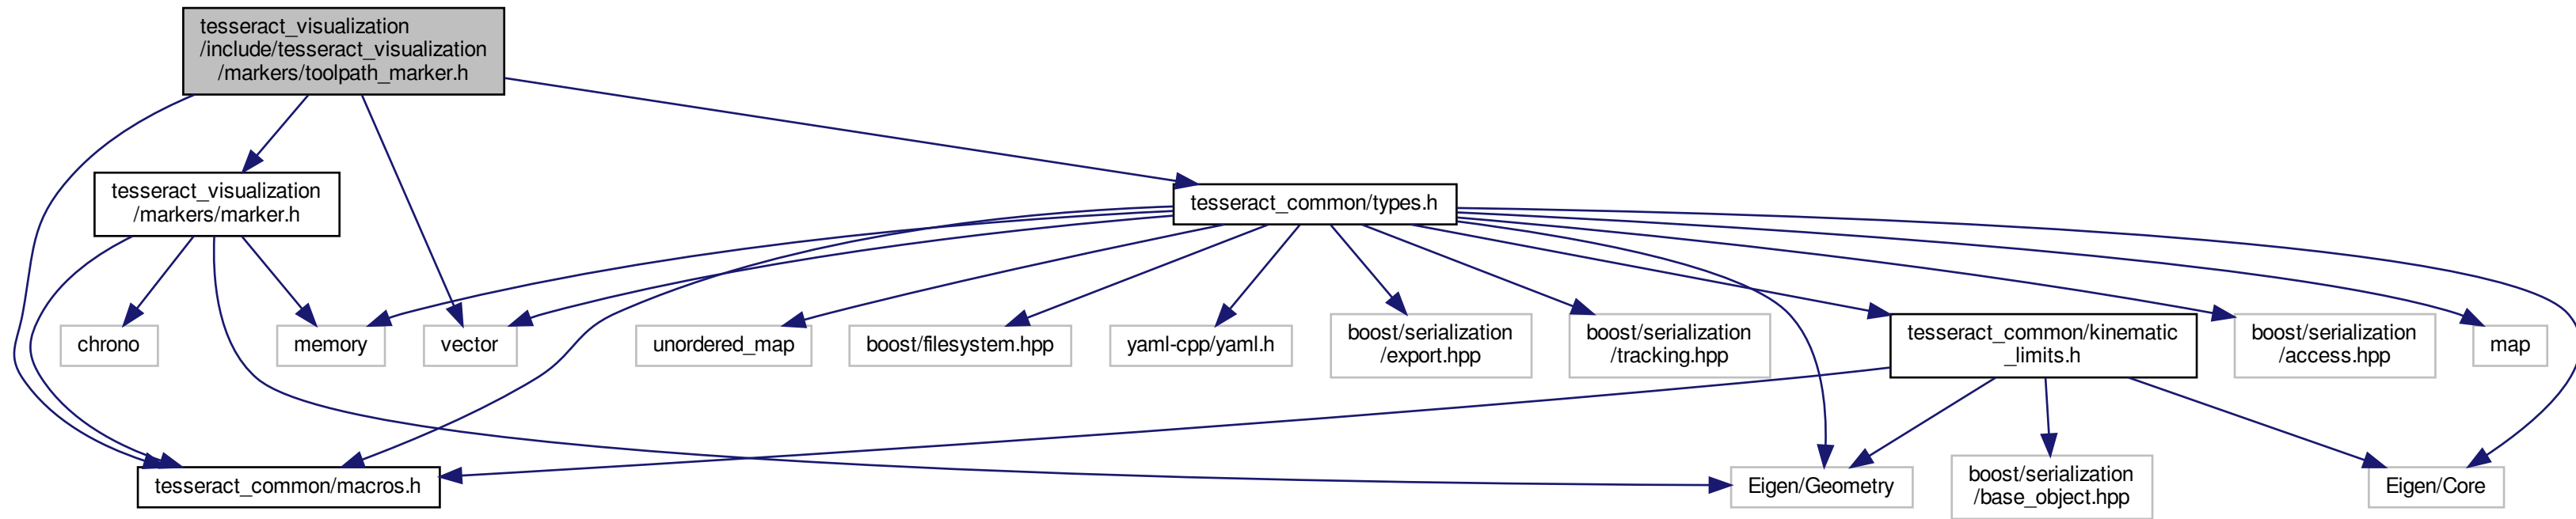 tesseract_visualization
/include/tesseract_visualization
/markers/toolpath_marker.h
tesseract_visualization
/markers/marker.h
tesseract_common/types.h
chrono
memory
vector
unordered_map
boost/filesystem.hpp
yaml-cpp/yaml.h
boost/serialization
/export.hpp
boost/serialization
/tracking.hpp
tesseract_common/kinematic
_limits.h
boost/serialization
/access.hpp
map
tesseract_common/macros.h
Eigen/Geometry
boost/serialization
/base_object.hpp
Eigen/Core